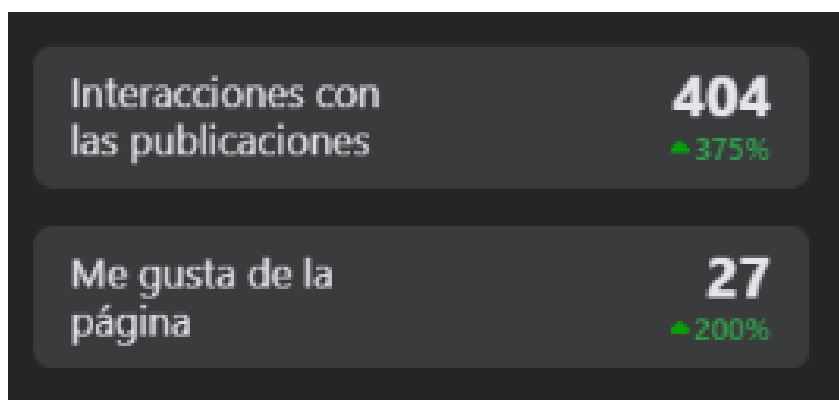 Interacciones con
las publicaciones
404
375%
Me gusta de la
página
27
200%